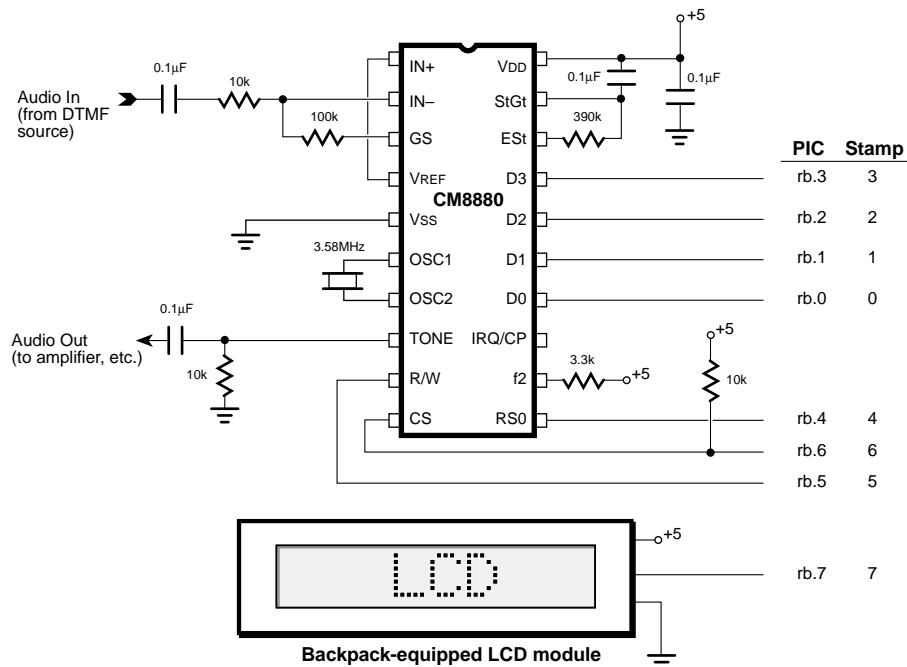 +5
0.1µF
10k
Audio In
(from DTMF
source)
100k
IN+
IN–
GS
VREF
VSS
OSC1
OSC2
TONE
R/W
CS
CM8880
VDD
StGt
ESt
D3
D2
D1
D0
IRQ/CP
f2
RS0
0.1µF
0.1µF
390k
3.58MHz
0.1µF
Audio Out
(to amplifier, etc.)
10k
3.3k
+5
+5
10k
PIC Stamp
rb.3 3
rb.2 2
rb.1 1
rb.0 0
rb.4 4
rb.6 6
rb.5 5
LCD
+5
rb.7 7
Backpack-equipped LCD module